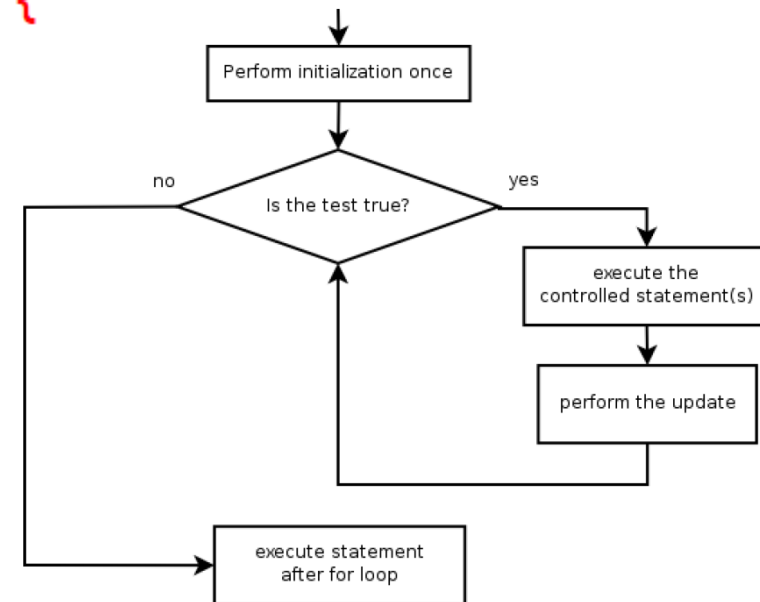 {
Perform initialization once
no
yes
Is the test true?
execute the
controlled statement(s)
perform the update
execute statement
after for loop